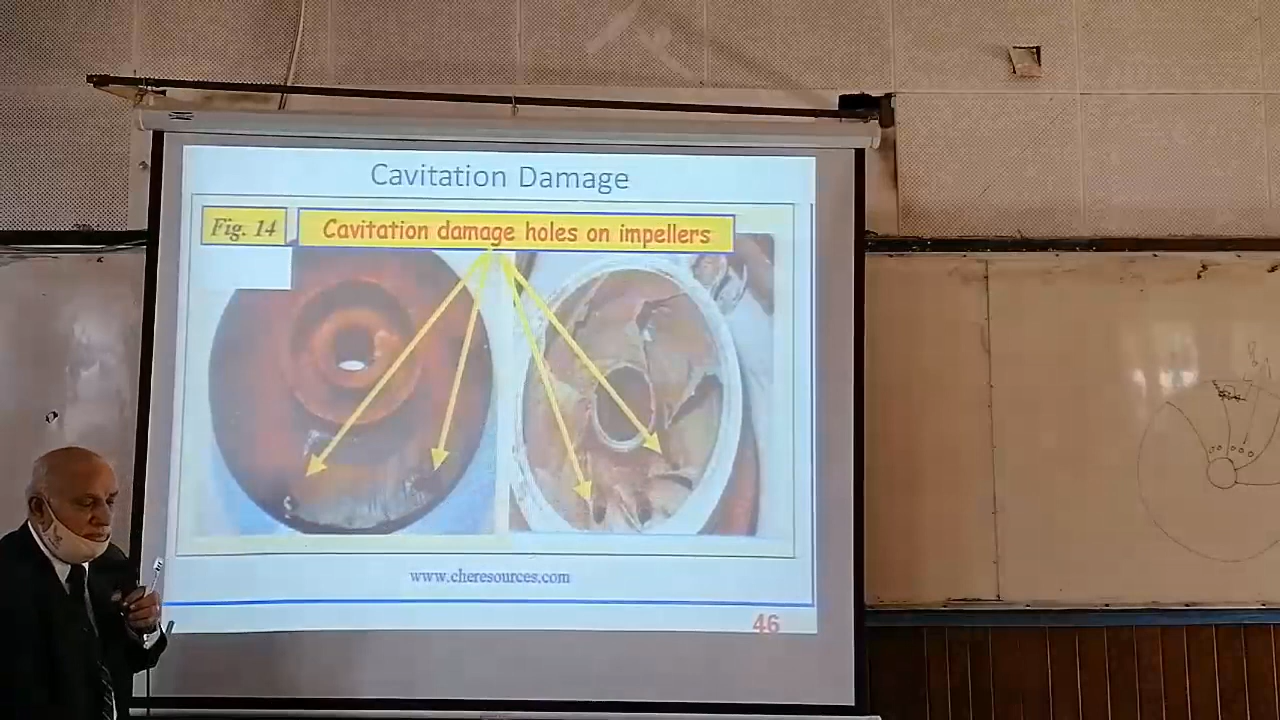 Cavitation Damage
Fig. 14
Cavitation damage holes on impellers
www.cheresources.com
46